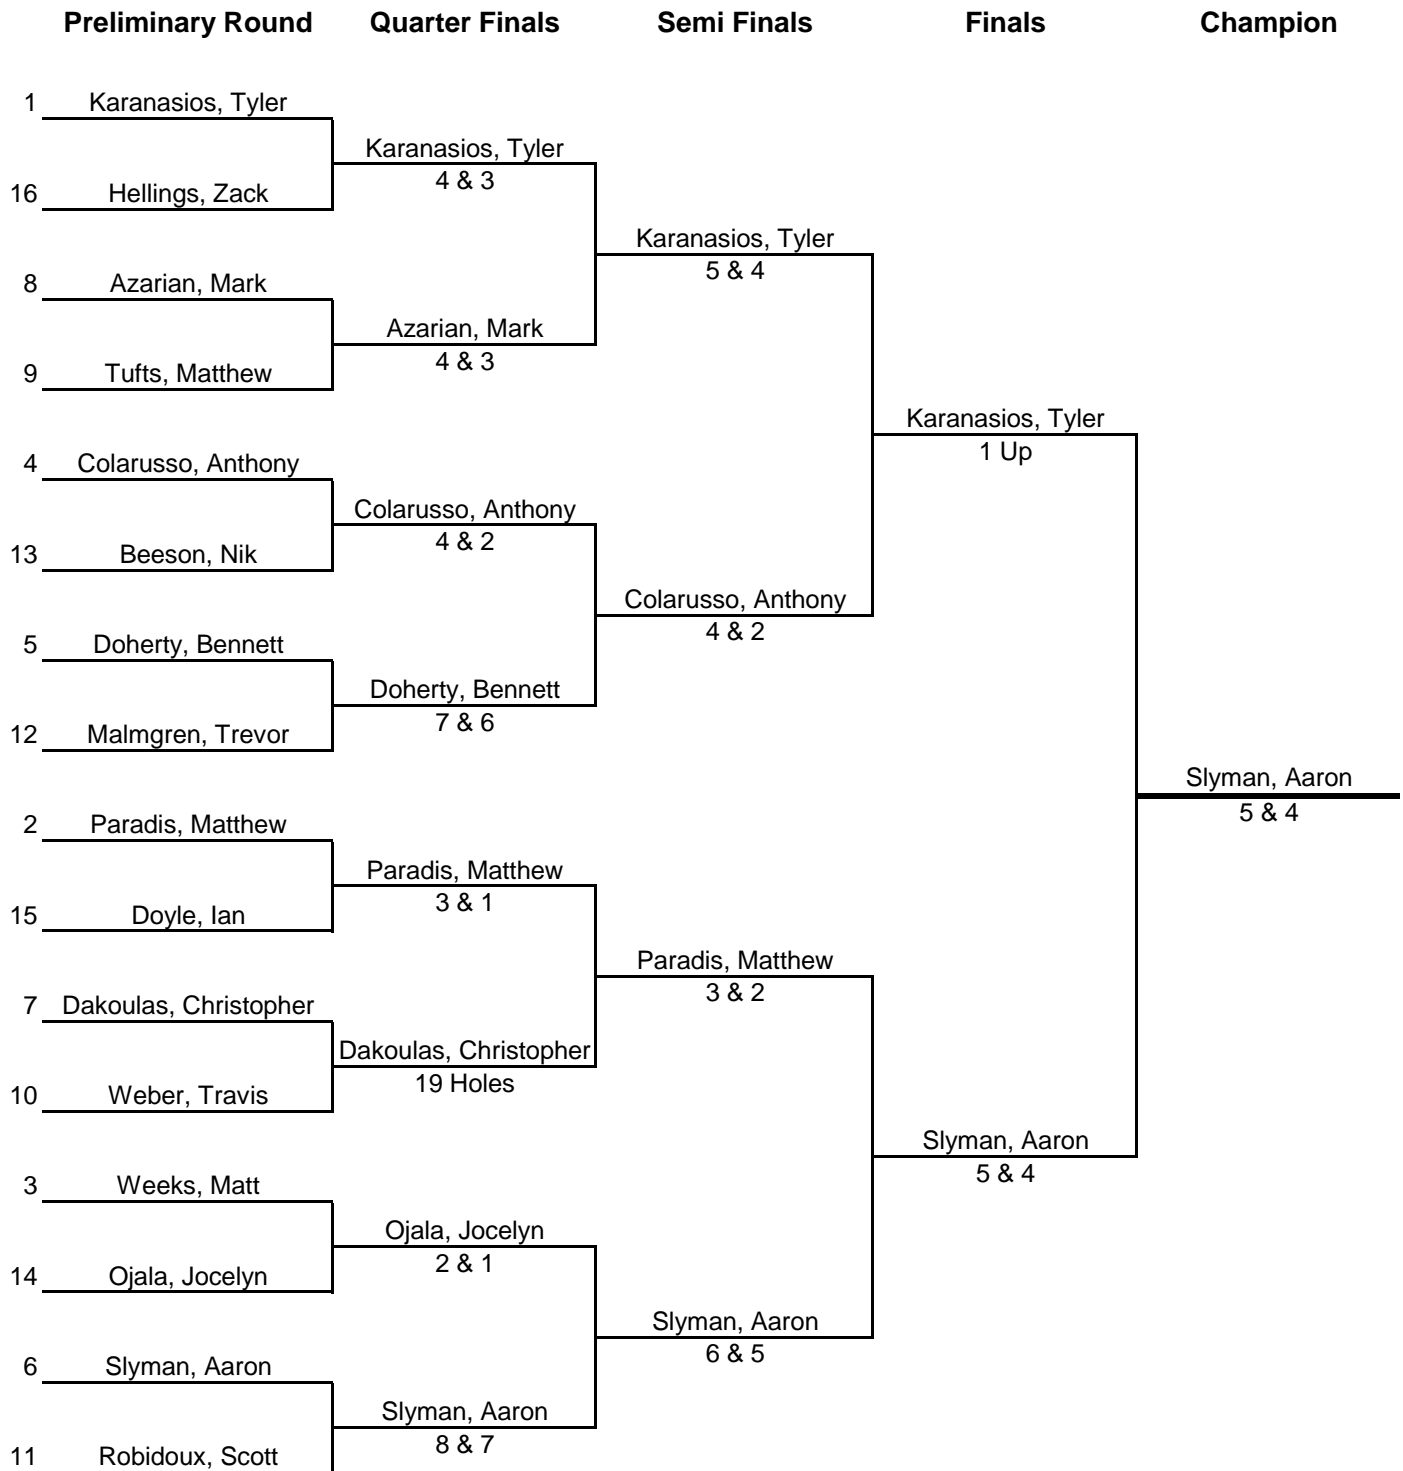 Preliminary Round Quarter Finals Semi Finals Finals Champion
1 Karanasios, Tyler
Karanasios, Tyler
4 & 3
16 Hellings, Zack
Karanasios, Tyler
5 & 4
8 Azarian, Mark
Azarian, Mark
4 & 3
9 Tufts, Matthew
Karanasios, Tyler
1 Up
4 Colarusso, Anthony
Colarusso, Anthony
4 & 2
13 Beeson, Nik
Colarusso, Anthony
4 & 2
5 Doherty, Bennett
Doherty, Bennett
7 & 6
12 Malmgren, Trevor
Slyman, Aaron
5 & 4
2 Paradis, Matthew
Paradis, Matthew
3 & 1
15 Doyle, Ian
Paradis, Matthew
3 & 2
7 Dakoulas, Christopher
Dakoulas, Christopher
19 Holes
10 Weber, Travis
Slyman, Aaron
5 & 4
3 Weeks, Matt
Ojala, Jocelyn
2 & 1
14 Ojala, Jocelyn
Slyman, Aaron
6 & 5
6 Slyman, Aaron
Slyman, Aaron
8 & 7
11 Robidoux, Scott